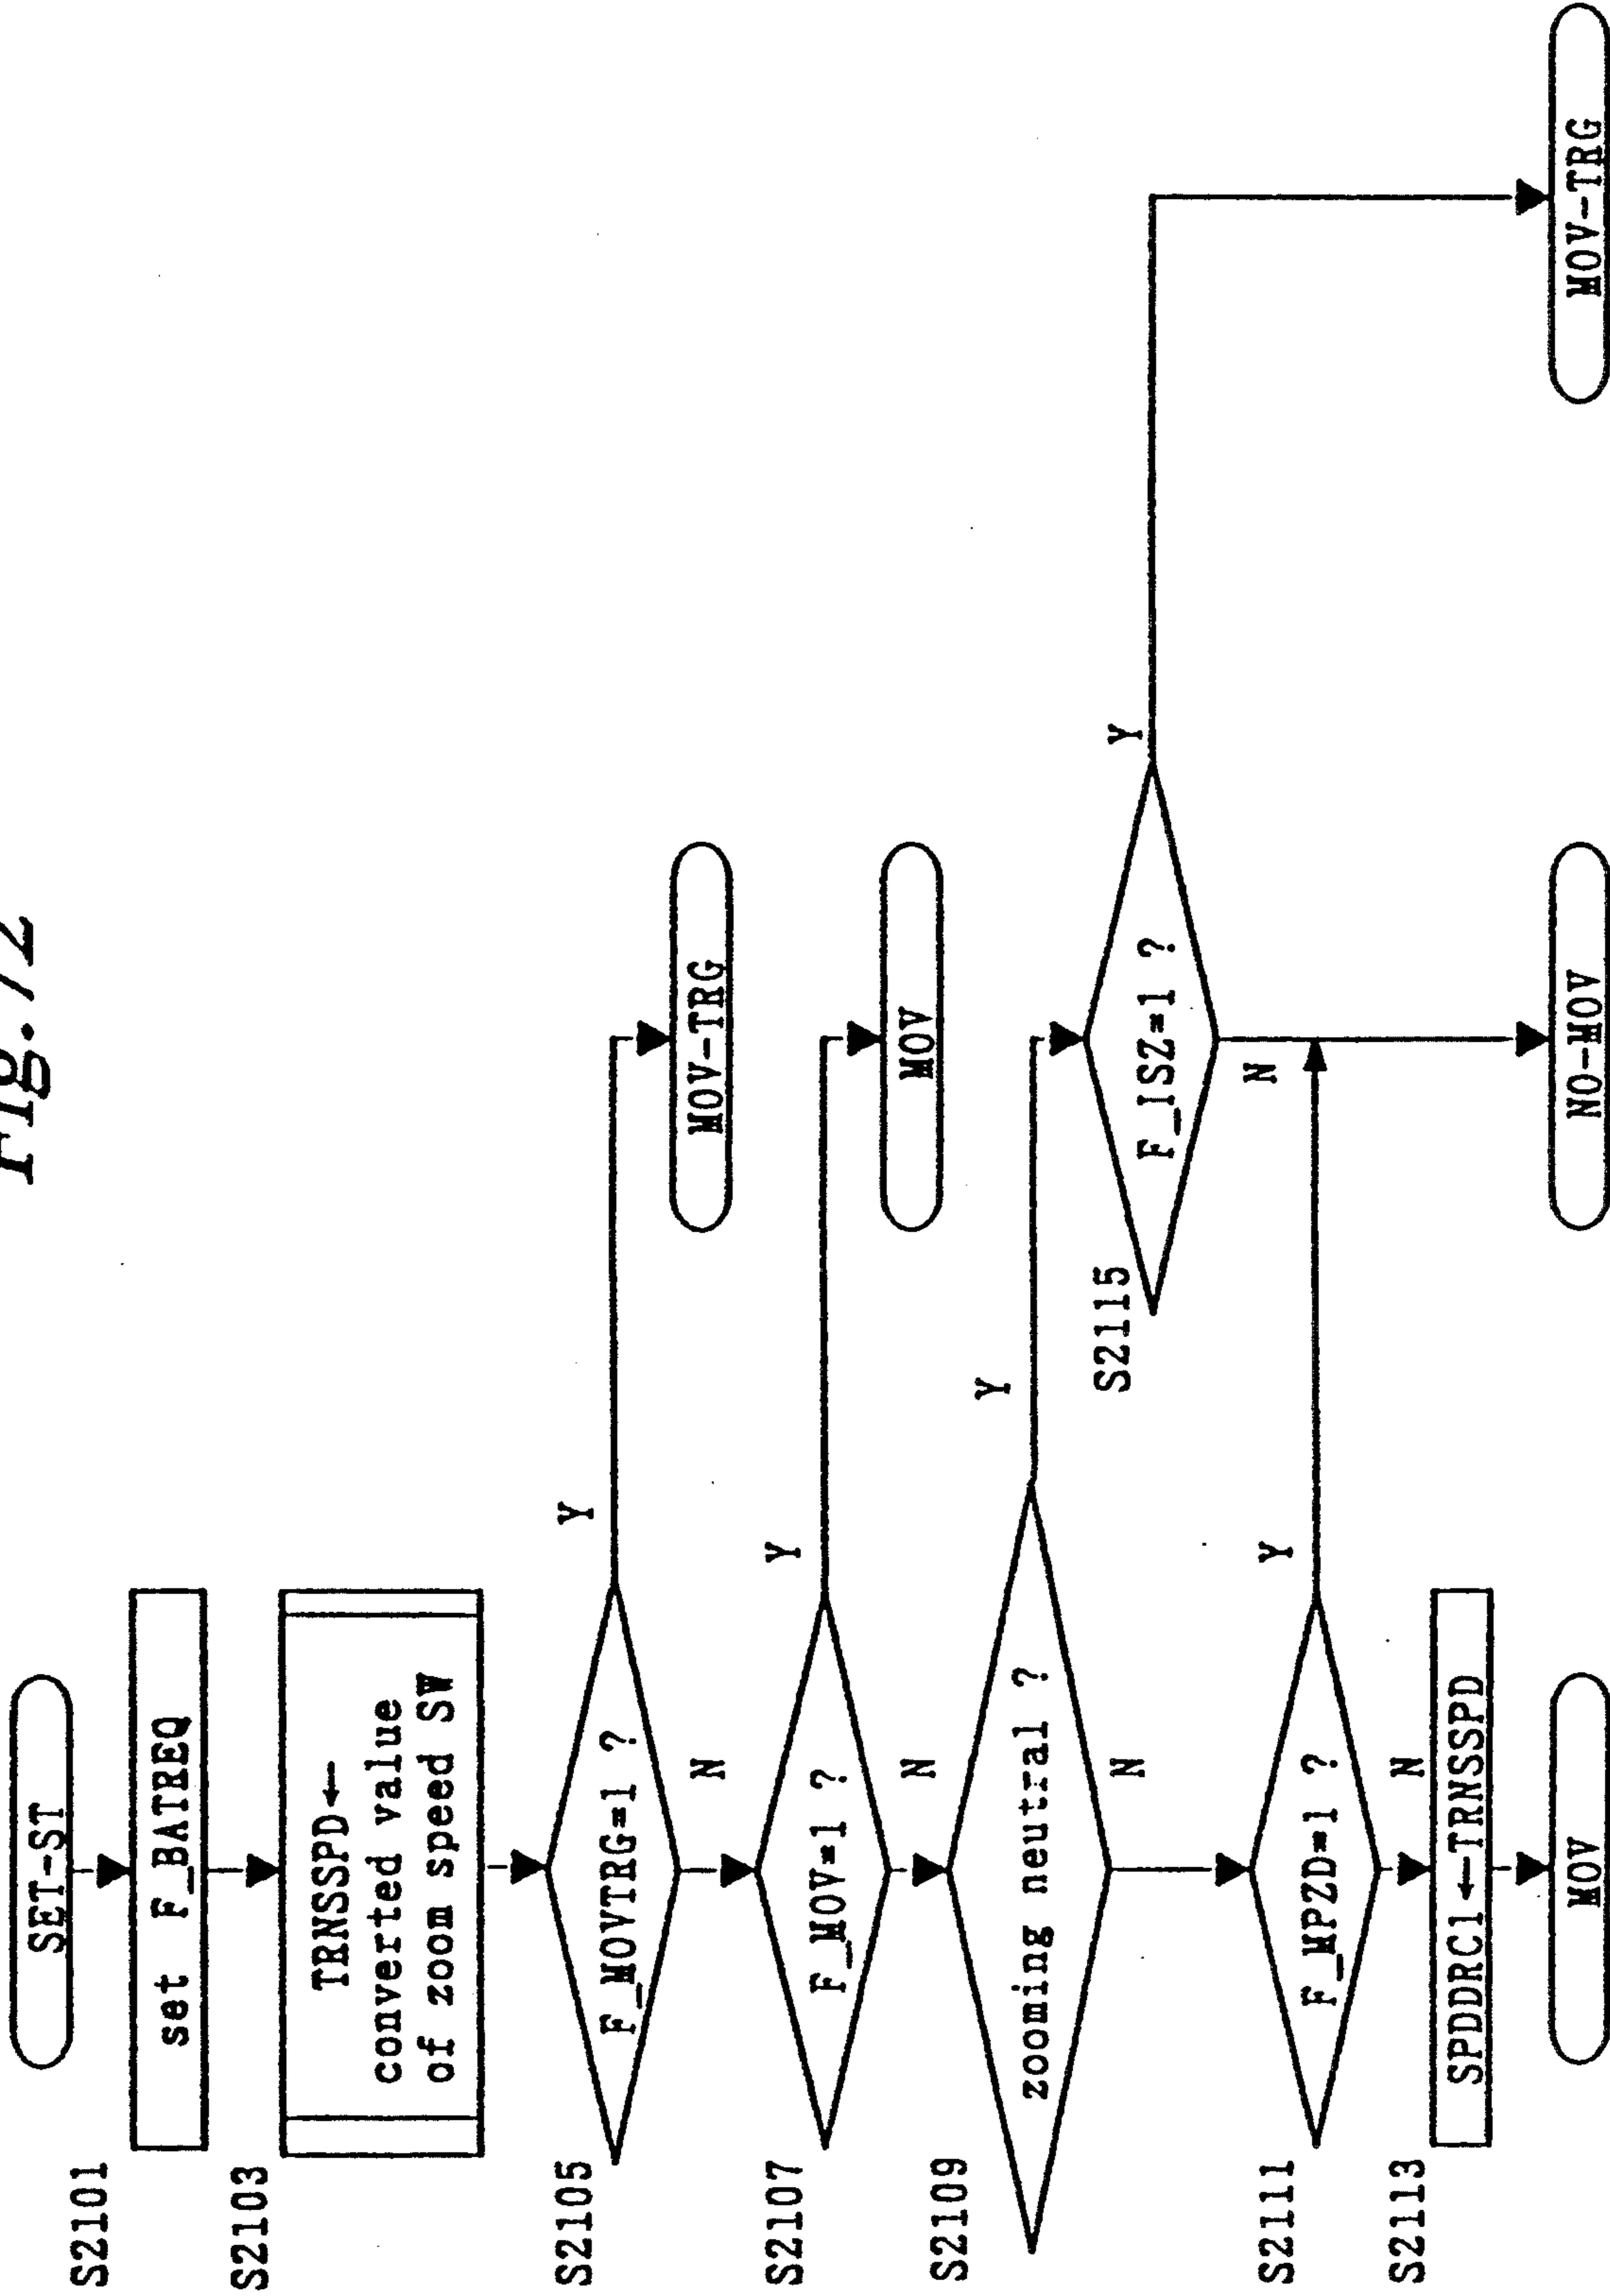 Fig. 72
SET-ST
S2101
set F_BATREQ
S2103
TRNSSPD←
converted value
of zoom speed SW
S2105
F_MOVTRG=1 ?
Y
N
MOV-TRG
S2107
F_MOV=1 ?
Y
N
MOV
S2109
zooming neutral ?
Y
N
S2115
F_ISZ=1 ?
Y
N
S2111
F_MPZD=1 ?
Y
N
S2113
SPDDRC1←TRNSSPD
MOV
NO-MOV
MOV-TRG